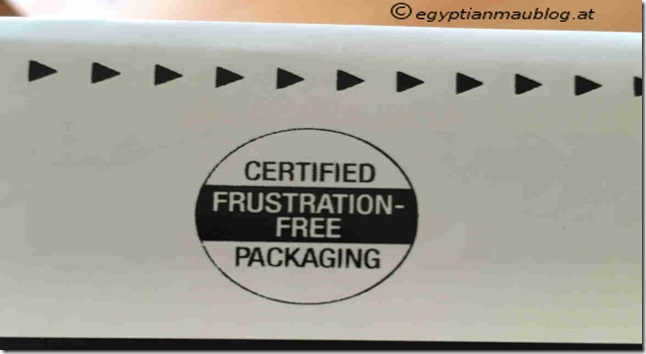 © egyptianmaublog.at
CERTIFIED
FRUSTRATION-
FREE
PACKAGING